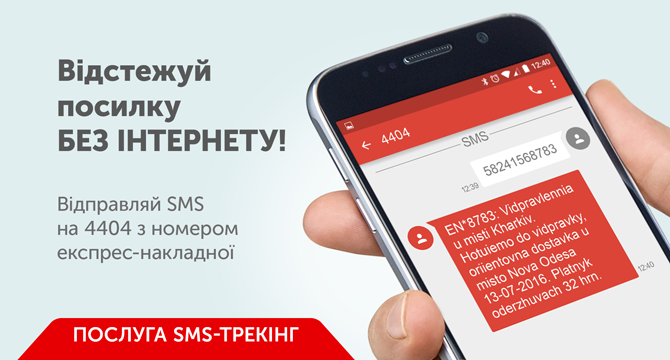 Відстежуй
посилку
БЕЗ ІНТЕРНЕТУ!
Відправляй SMS
на 4404 з номером
експрес-накладної
ПОСЛУГА SMS-ТРЕКІНГ
12:40
4404
SMS
58241568783
12:39
EN*8783: Vidpravlennia
u misti Kharkiv.
Hotuiemo do vidpravky,
oriientovna dostavka u
misto Nova Odesa
13-07-2016. Platnyk
oderzhuvach 32 hrn.
12:40